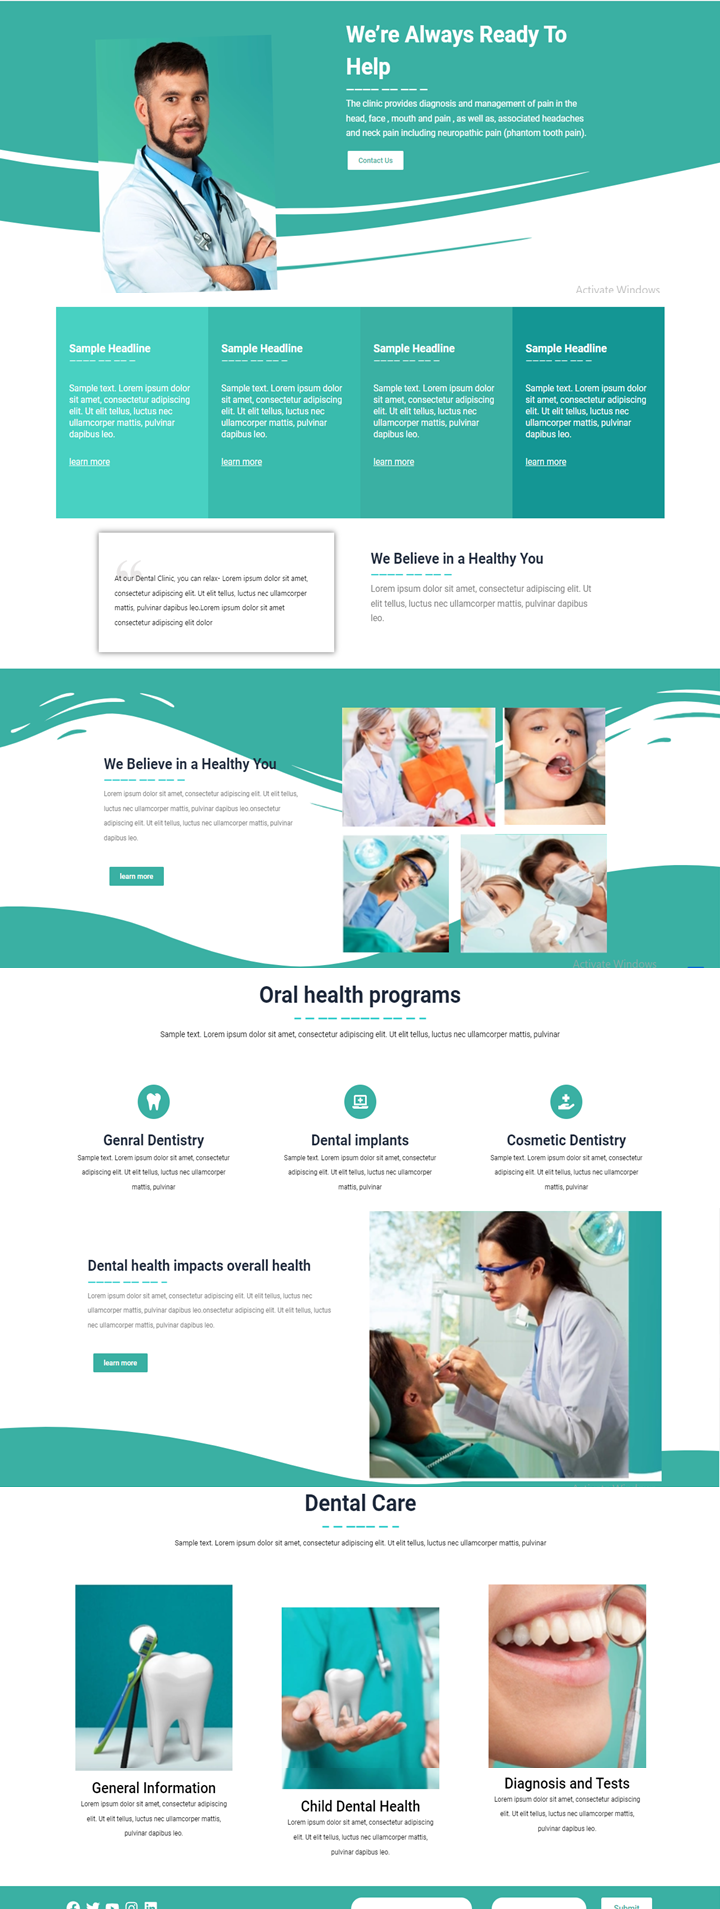 We're Always Ready To
Help
The clinic provides diagnosis and management of pain in the
head, face , mouth and pain , as well as, associated headaches
and neck pain including neuropathic pain (phantom tooth pain).
Contact Us
Activate Windows
Sample Headline
Sample text. Lorem ipsum dolor
sit amet, consectetur adipiscing
elit. Ut elit tellus, luctus nec
ullamcorper mattis, pulvinar
dapibus leo.
learn more
Sample Headline
Sample text. Lorem ipsum dolor
sit amet, consectetur adipiscing
elit. Ut elit tellus, luctus nec
ullamcorper mattis, pulvinar
dapibus leo.
learn more
Sample Headline
Sample text. Lorem ipsum dolor
sit amet, consectetur adipiscing
elit. Ut elit tellus, luctus nec
ullamcorper mattis, pulvinar
dapibus leo.
learn more
Sample Headline
Sample text. Lorem ipsum dolor
sit amet, consectetur adipiscing
elit. Ut elit tellus, luctus nec
ullamcorper mattis, pulvinar
dapibus leo.
learn more
“
At our Dental Clinic, you can relax- Lorem ipsum dolor sit amet,
consectetur adipiscing elit. Ut elit tellus, luctus nec ullamcorper
mattis, pulvinar dapibus leo.Lorem ipsum dolor sit amet
consectetur adipiscing elit dolor
We Believe in a Healthy You
Lorem ipsum dolor sit amet, consectetur adipiscing elit. Ut
elit tellus, luctus nec ullamcorper mattis, pulvinar dapibus
leo.
We Believe in a Healthy You
Lorem ipsum dolor sit amet, consectetur adipiscing elit. Ut elit tellus,
luctus nec ullamcorper mattis, pulvinar dapibus leo.onsectetur
adipiscing elit. Ut elit tellus, luctus nec ullamcorper mattis, pulvinar
dapibus leo.
learn more
Activate Windows
Oral health programs
Sample text. Lorem ipsum dolor sit amet, consectetur adipiscing elit. Ut elit tellus, luctus nec ullamcorper mattis, pulvinar
Genral Dentistry
Sample text. Lorem ipsum dolor sit amet, consectetur
adipiscing elit. Ut elit tellus, luctus nec ullamcorper
mattis, pulvinar
Dental implants
Sample text. Lorem ipsum dolor sit amet, consectetur
adipiscing elit. Ut elit tellus, luctus nec ullamcorper
mattis, pulvinar
Cosmetic Dentistry
Sample text. Lorem ipsum dolor sit amet, consectetur
adipiscing elit. Ut elit tellus, luctus nec ullamcorper
mattis, pulvinar
Dental health impacts overall health
Lorem ipsum dolor sit amet, consectetur adipiscing elit. Ut elit tellus, luctus nec
ullamcorper mattis, pulvinar dapibus leo.onsectetur adipiscing elit. Ut elit tellus, luctus
nec ullamcorper mattis, pulvinar dapibus leo.
learn more
Dental Care
Sample text. Lorem ipsum dolor sit amet, consectetur adipiscing elit. Ut elit tellus, luctus nec ullamcorper mattis, pulvinar
General Information
Lorem ipsum dolor sit amet, consectetur adipiscing
elit. Ut elit tellus, luctus nec ullamcorper mattis,
pulvinar dapibus leo.
Child Dental Health
Lorem ipsum dolor sit amet, consectetur adipiscing
elit. Ut elit tellus, luctus nec ullamcorper mattis,
pulvinar dapibus leo.
Diagnosis and Tests
Lorem ipsum dolor sit amet, consectetur adipiscing
elit. Ut elit tellus, luctus nec ullamcorper mattis,
pulvinar dapibus leo.
Submit